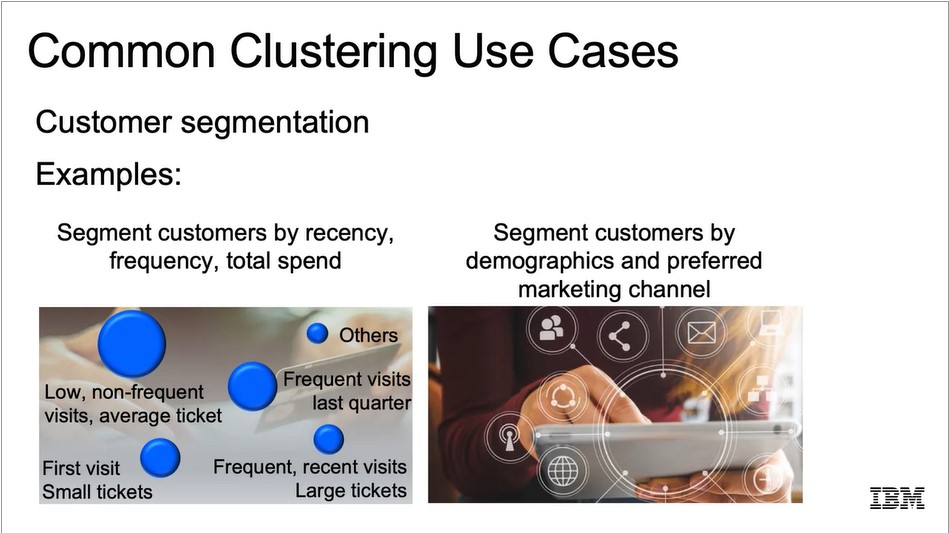 Common Clustering Use Cases
Customer segmentation
Examples:
Segment customers by recency,
frequency, total spend
Segment customers by
demographics and preferred
marketing channel
Others
Low, non-frequent
visits, average ticket
Frequent visits
last quarter
First visit
Small tickets
Frequent, recent visits
Large tickets
IBM